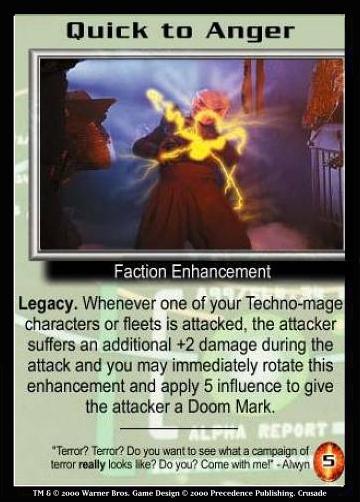 Quick to Anger
Faction Enhancement
Legacy. Whenever one of your Techno-mage
characters or fleets is attacked, the attacker
suffers an additional +2 damage during the
attack and you may immediately rotate this
enhancement and apply 5 influence to give
the attacker a Doom Mark.
ALPHA REPORT
"Terror? Terror? Do you want to see what a campaign of
terror really looks like? Do you? Come with me!" - Alwyn
5
TM & © 2000 Warner Bros. Game Design © 2000 Precedence Publishing. Crusade